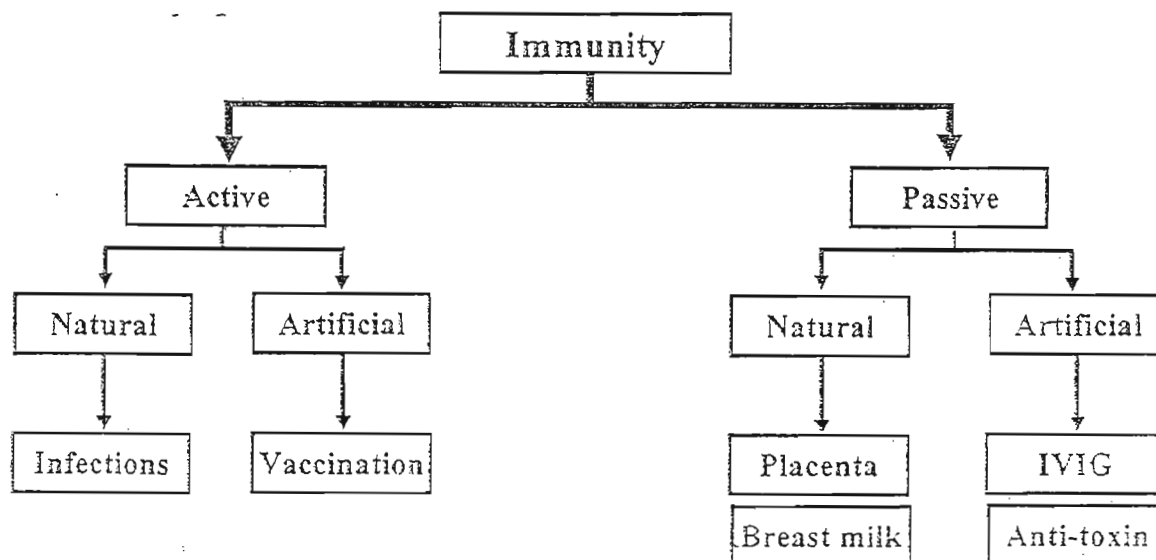 Immunity
Active
Passive
Natural
Artificial
Natural
Artificial
Infections
Vaccination
Placenta
IVIG
Breast milk
Anti-toxin